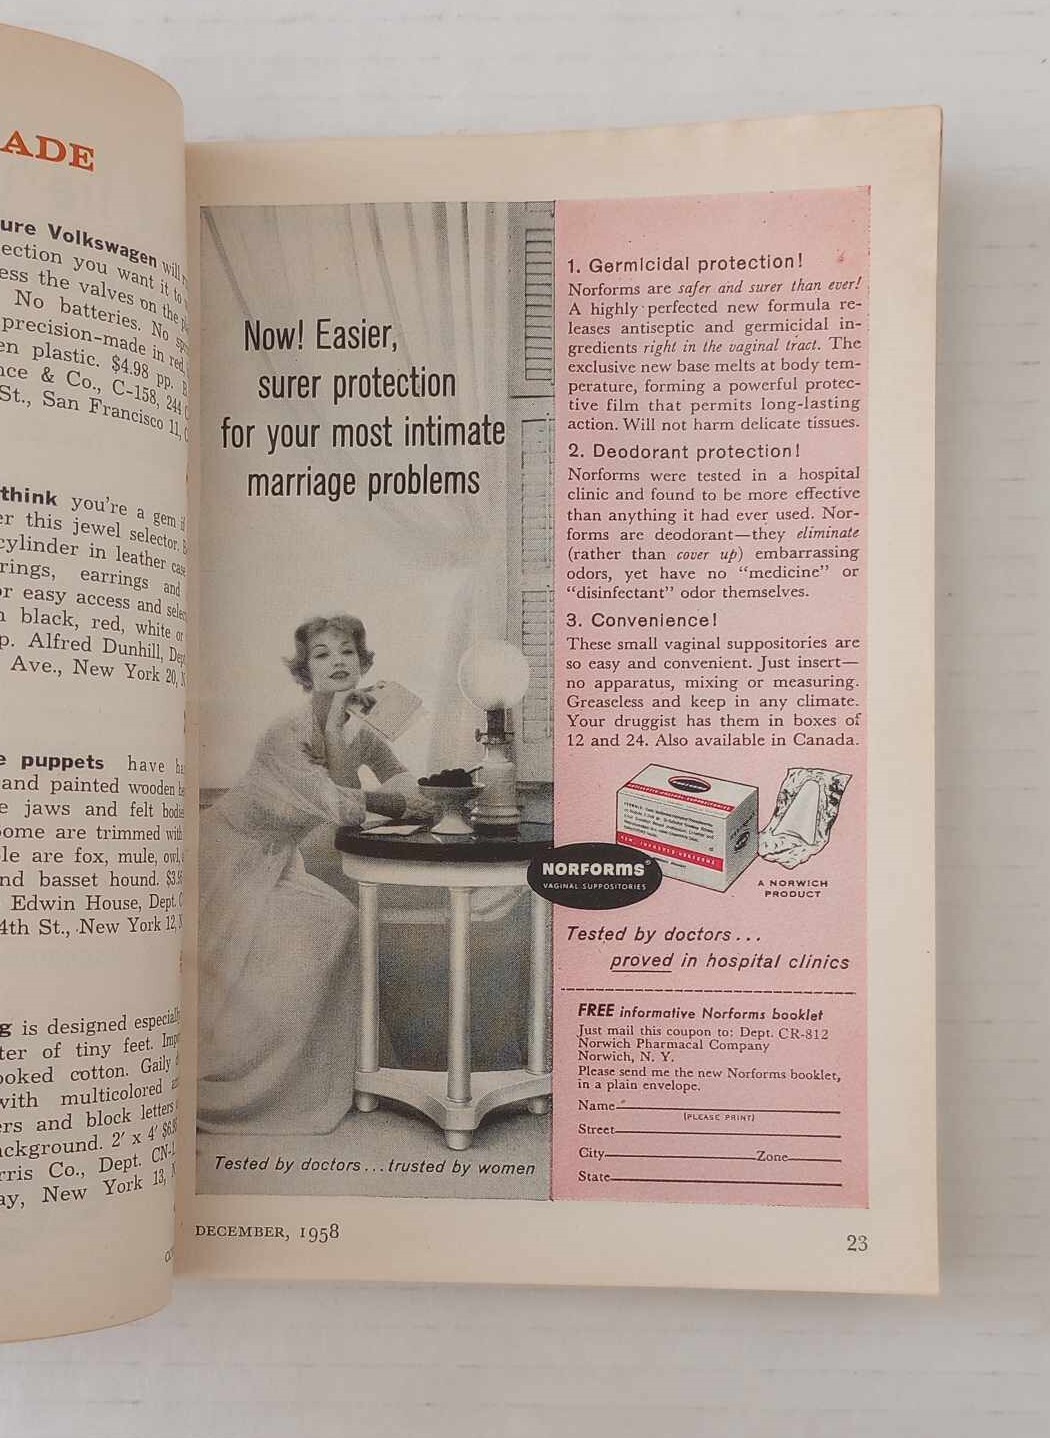 ADE
ure Volkswagen will
ection you want it to
ess the valves on the
No batteries. No
precision-made in red,
en plastic. $4.98 pp.
nce & Co., C-158, 244
St., San Francisco 11,
think you're a gem
er this jewel selector.
cylinder in leather case
rings, earrings and
or easy access and
n black, red, white or
p. Alfred Dunhill,
Ave., New York 20,
e puppets have
and painted wooden
e jaws and felt
Some are trimmed with
le are fox, mule, owl,
nd basset hound.
Edwin House, Dept.
4th St., New York 12,
g is designed especially
ter of tiny feet.
ooked cotton. Gaily
with multicolored
ers and block letters
ackground. 2' x 4'
rris Co., Dept.
ay, New York 13,
Now! Easier,
surer protection
for your most intimate
marriage problems
Tested by doctors...trusted by women
1. Germicidal protection!
Norforms are safer and surer than ever!
A highly perfected new formula re-
leases antiseptic and germicidal in-
gredients right in the vaginal tract. The
exclusive new base melts at body tem-
perature, forming a powerful protec-
tive film that permits long-lasting
action. Will not harm delicate tissues.
2. Deodorant protection!
Norforms were tested in a hospital
clinic and found to be more effective
than anything it had ever used. Nor-
forms are deodorant—they eliminate
(rather than cover up) embarrassing
odors, yet have no "medicine" or
"disinfectant" odor themselves.
3. Convenience!
These small vaginal suppositories are
so easy and convenient. Just insert—
no apparatus, mixing or measuring.
Greaseless and keep in any climate.
Your druggist has them in boxes of
12 and 24. Also available in Canada.
NORFORMS®
VAGINAL SUPPOSITORIES
A NORWICH
PRODUCT
Tested by doctors...
proved in hospital clinics
FREE informative Norforms booklet
Just mail this coupon to: Dept. CR-812
Norwich Pharmacal Company
Norwich, N. Y.
Please send me the new Norforms booklet,
in a plain envelope.
Name
(PLEASE PRINT)
Street
City Zone
State
DECEMBER, 1958
23